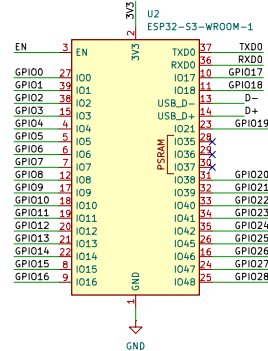 3V3
U2
ESP32-S3-WROOM-1
2
3V3
EN 3 EN TXD0 37 TXD0
RXD0 36 RXD0
GPIO0 27 IO0 IO17 10 GPIO17
GPIO1 39 IO1 IO18 11 GPIO18
GPIO2 38 IO2 USB_D- 13 D-
GPIO3 15 IO3 USB_D+ 14 D+
GPIO4 4 IO4 IO21 23 GPIO19
GPIO5 5 IO5 IO35 28
GPIO6 6 IO6 IO36 29
GPIO7 7 IO7 IO37 30
PSRAM
GPIO8 12 IO8 IO38 31 GPIO20
GPIO9 17 IO9 IO39 32 GPIO21
GPIO10 18 IO10 IO40 33 GPIO22
GPIO11 19 IO11 IO41 34 GPIO23
GPIO12 20 IO12 IO42 35 GPIO24
GPIO13 21 IO13 IO44 26 GPIO25
GPIO14 22 IO14 IO45 16 GPIO26
GPIO15 8 IO15 IO47 24 GPIO27
GPIO16 9 IO16 IO48 25 GPIO28
GND
1
GND